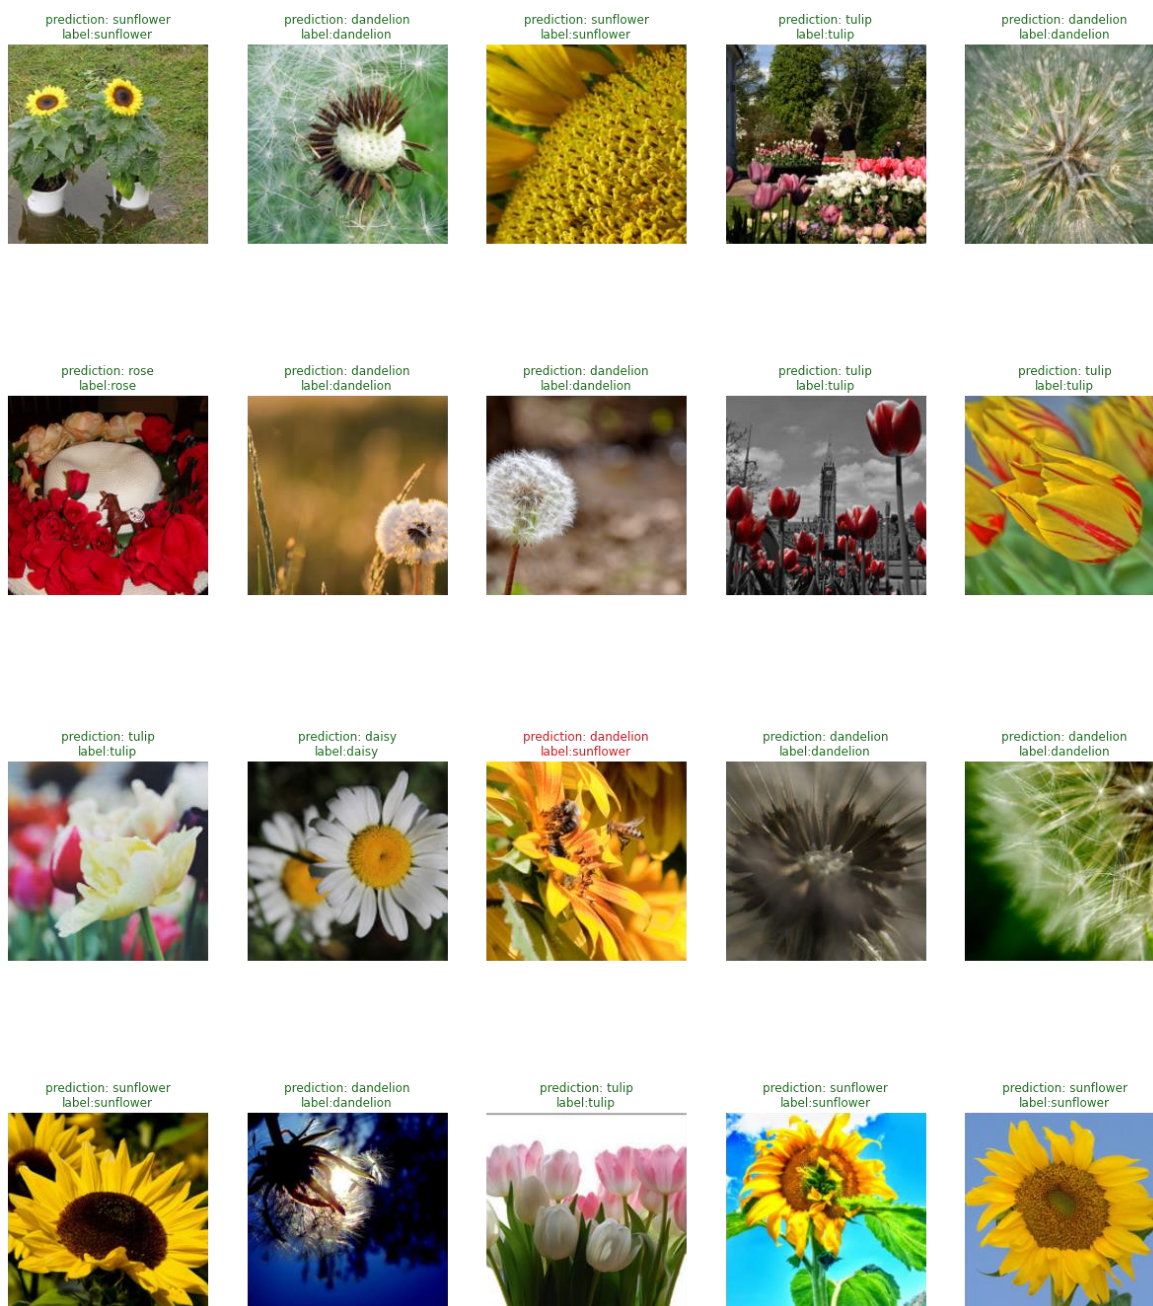 prediction: sunflower
label:sunflower
prediction: dandelion
label:dandelion
prediction: sunflower
label:sunflower
prediction: tulip
label:tulip
prediction: dandelion
label:dandelion
prediction: rose
label:rose
prediction: dandelion
label:dandelion
prediction: dandelion
label:dandelion
prediction: tulip
label:tulip
prediction: tulip
label:tulip
prediction: tulip
label:tulip
prediction: daisy
label:daisy
prediction: dandelion
label:sunflower
prediction: dandelion
label:dandelion
prediction: dandelion
label:dandelion
prediction: sunflower
label:sunflower
prediction: dandelion
label:dandelion
prediction: tulip
label:tulip
prediction: sunflower
label:sunflower
prediction: sunflower
label:sunflower